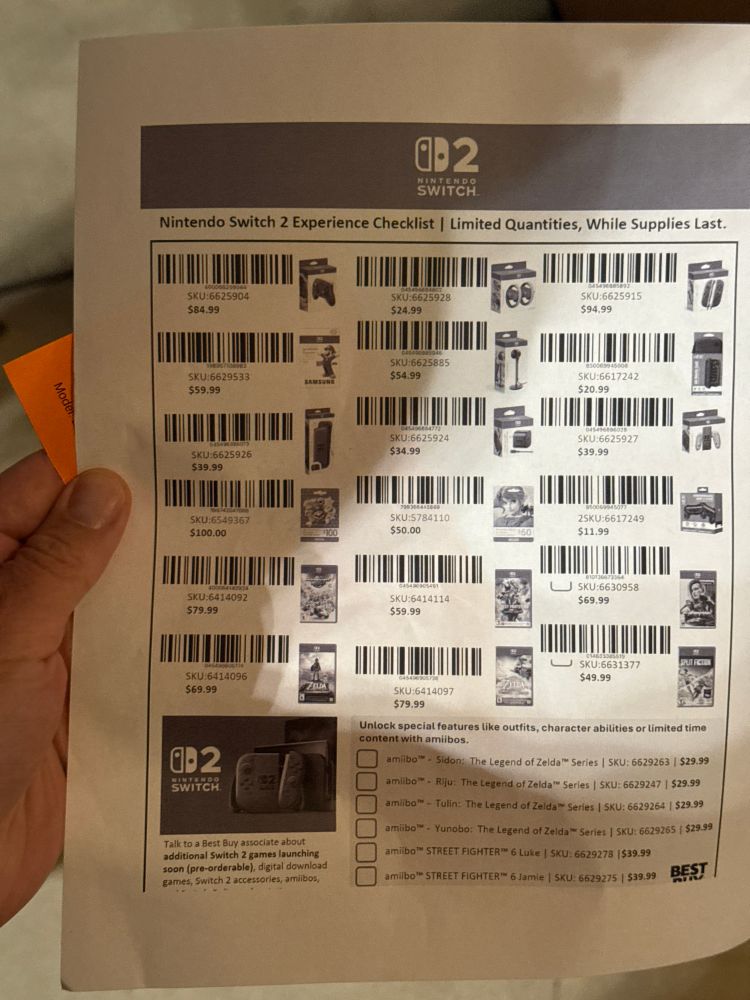 Model
2
NINTENDO
SWITCH™
Nintendo Switch 2 Experience Checklist | Limited Quantities, While Supplies Last.
SKU:6625904
$84.99
SKU:6625928
$24.99
SKU:6625915
$94.99
SKU:6629533
$59.99
SAMSUNG
SKU:6625885
$54.99
SKU:6617242
$20.99
SKU:6625926
$39.99
SKU:6625924
$34.99
SKU:6625927
$39.99
SKU:6549367
$100.00
$100
SKU:5784110
$50.00
2SKU:6617249
$11.99
SKU:6414092
$79.99
SKU:6414114
$59.99
SKU:6630958
$69.99
SKU:6414096
$69.99
ZELDA
SKU:6414097
$79.99
ZELDA
SKU:6631377
$49.99
SPLIT FICTION
2
NINTENDO
SWITCH
Talk to a Best Buy associate about
additional Switch 2 games launching
soon (pre-orderable), digital download
games, Switch 2 accessories, amiibos,
Unlock special features like outfits, character abilities or limited time
content with amiibos.
amiibo™ - Sidon: The Legend of Zelda™ Series | SKU: 6629263 | $29.99
amiibo™ - Riju: The Legend of Zelda™ Series | SKU: 6629247 | $29.99
amiibo™ - Tulin: The Legend of Zelda™ Series | SKU: 6629264 | $29.99
amiibo™ - Yunobo: The Legend of Zelda™ Series | SKU: 6629265 | $29.99
amiibo™ STREET FIGHTER™ 6 Luke | SKU: 6629278 |$39.99
amiibo™ STREET FIGHTER™ 6 Jamie | SKU: 6629275 | $39.99
BEST
BUY